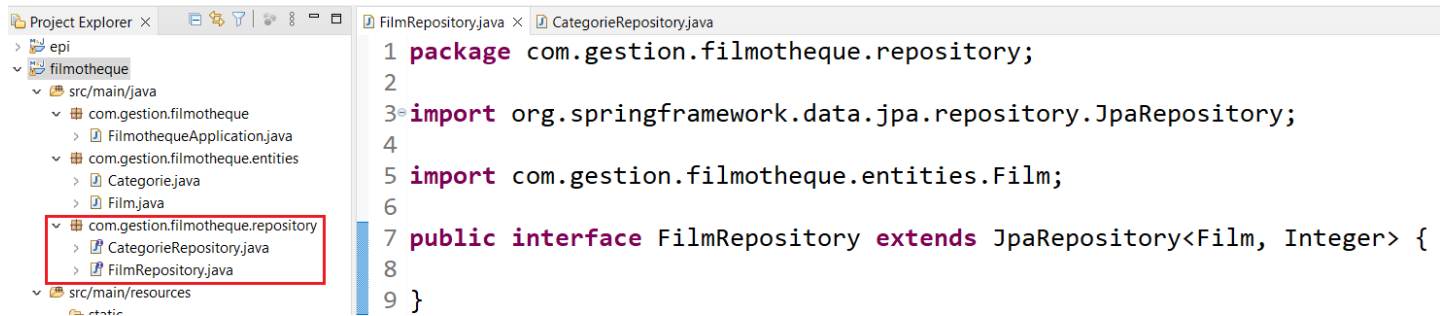 Project Explorer
FilmRepository.java
CategorieRepository.java
epi
filmotheque
src/main/java
com.gestion.filmotheque
FilmothequeApplication.java
com.gestion.filmotheque.entities
Categorie.java
Film.java
com.gestion.filmotheque.repository
CategorieRepository.java
FilmRepository.java
src/main/resources
static
1 package com.gestion.filmotheque.repository;
2
3 import org.springframework.data.jpa.repository.JpaRepository;
4
5 import com.gestion.filmotheque.entities.Film;
6
7 public interface FilmRepository extends JpaRepository<Film, Integer> {
8
9 }